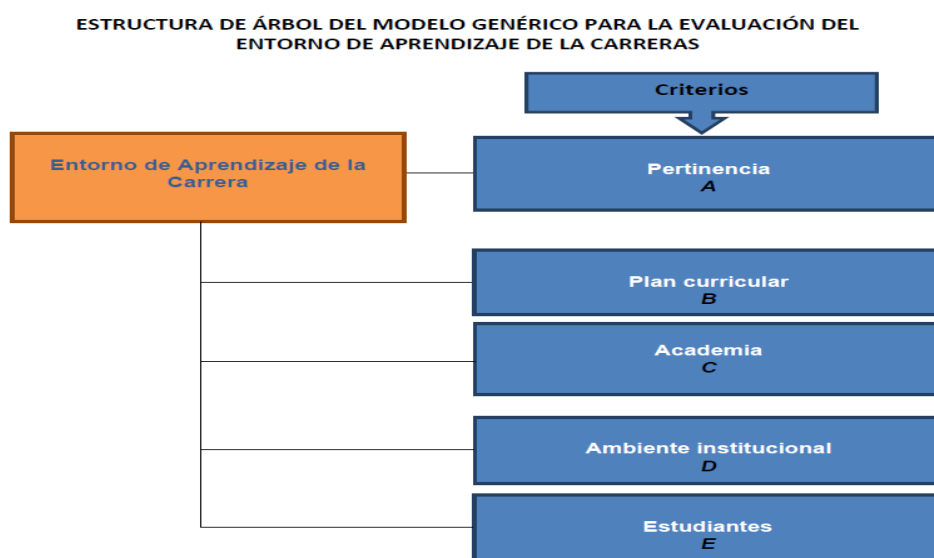 ESTRUCTURA DE ÁRBOL DEL MODELO GENÉRICO PARA LA EVALUACIÓN DEL
ENTORNO DE APRENDIZAJE DE LA CARRERAS
Criterios
Entorno de Aprendizaje de la
Carrera
Pertinencia
A
Plan curricular
B
Academia
C
Ambiente institucional
D
Estudiantes
E